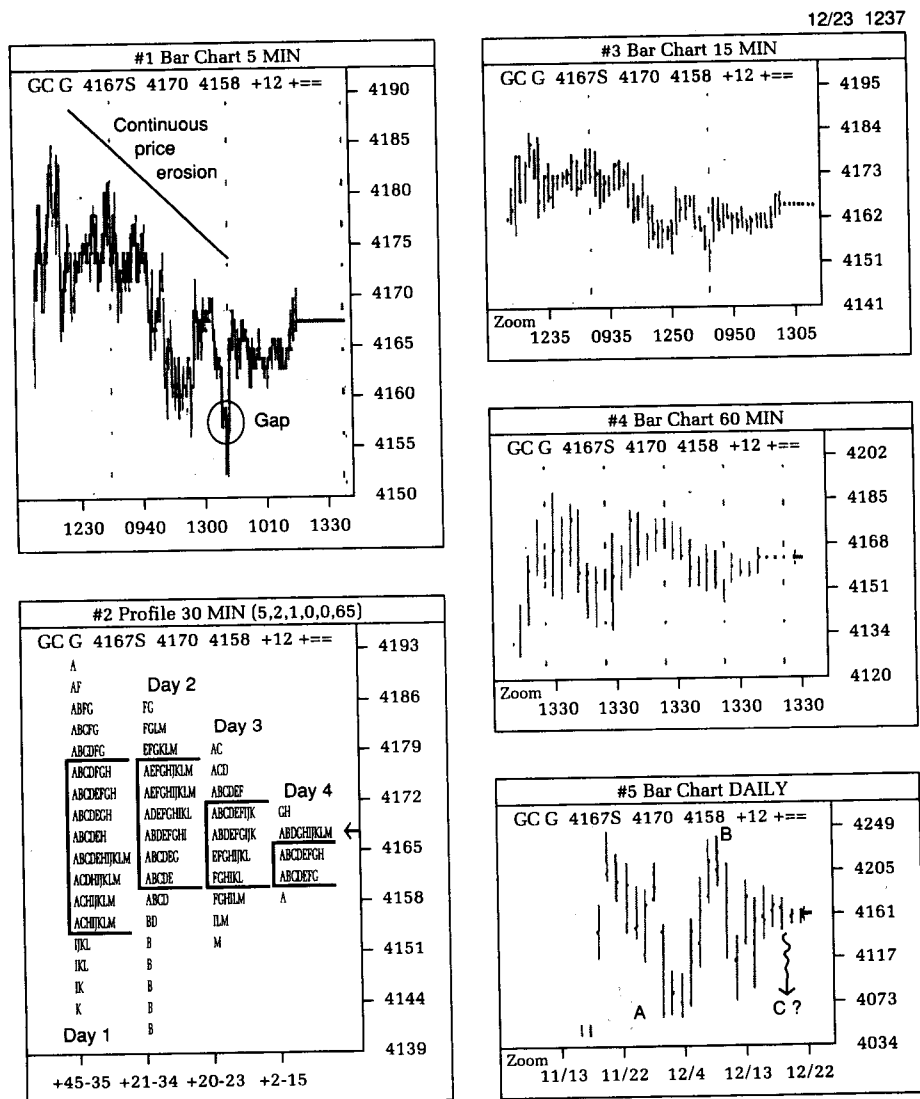 12/23 1237
#1 Bar Chart 5 MIN
GC G 4167S 4170 4158 +12 +==
Continuous
price
erosion
Gap
4190
4185
4180
4175
4170
4165
4160
4155
4150
1230 0940 1300 1010 1330
#3 Bar Chart 15 MIN
GC G 4167S 4170 4158 +12 +==
4195
4184
4173
4162
4151
4141
Zoom
1235 0935 1250 0950 1305
#4 Bar Chart 60 MIN
GC G 4167S 4170 4158 +12 +==
4202
4185
4168
4151
4134
4120
Zoom
1330 1330 1330 1330 1330
#2 Profile 30 MIN (5,2,1,0,0,65)
GC G 4167S 4170 4158 +12 +==
4193
4186
4179
4172
4165
4158
4151
4144
4139
A
AF
ABFG
ABCFG
ABCDFG
ABCDFGH
ABCDEFGH
ABCDEGH
ABCDEH
ABCDEHIJKLM
ACDHIJKLM
ACHIJKLM
ACHIJKLM
IJKL
IKL
IK
K
Day 1
Day 2
FG
FGLM
EFGKLM
AEFGHIJKLM
AEFGHIJKLM
ADEFGHIKL
ABDEFGHI
ABCDEG
ABCDE
ABCD
BD
B
B
B
B
B
Day 3
AC
ACD
ABCDEF
ABCDEFIJK
ABDEFGIJK
EFGHIJKL
FGHIKL
FGHILM
ILM
M
Day 4
GH
ABDGHIJKLM
ABCDEFGH
ABCDEFG
A
+45-35 +21-34 +20-23 +2-15
#5 Bar Chart DAILY
GC G 4167S 4170 4158 +12 +==
B
A
C ?
4249
4205
4161
4117
4073
4034
Zoom
11/13 11/22 12/4 12/13 12/22